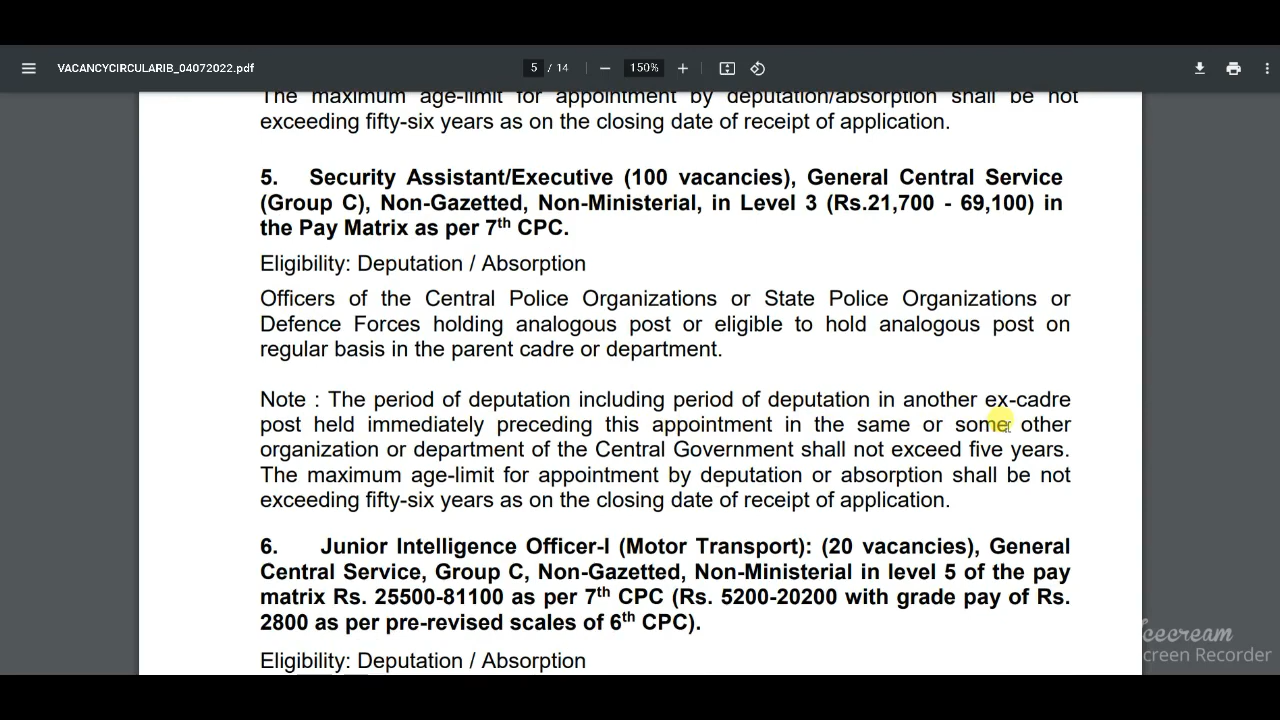 VACANCYCIRCULARIB_04072022.pdf
5 / 14
150%
The maximum age-limit for appointment by deputation/absorption shall be not
exceeding fifty-six years as on the closing date of receipt of application.
5. Security Assistant/Executive (100 vacancies), General Central Service
(Group C), Non-Gazetted, Non-Ministerial, in Level 3 (Rs.21,700 - 69,100) in
the Pay Matrix as per 7th CPC.
Eligibility: Deputation / Absorption
Officers of the Central Police Organizations or State Police Organizations or
Defence Forces holding analogous post or eligible to hold analogous post on
regular basis in the parent cadre or department.
Note : The period of deputation including period of deputation in another ex-cadre
post held immediately preceding this appointment in the same or some other
organization or department of the Central Government shall not exceed five years.
The maximum age-limit for appointment by deputation or absorption shall be not
exceeding fifty-six years as on the closing date of receipt of application.
6. Junior Intelligence Officer-I (Motor Transport): (20 vacancies), General
Central Service, Group C, Non-Gazetted, Non-Ministerial in level 5 of the pay
matrix Rs. 25500-81100 as per 7th CPC (Rs. 5200-20200 with grade pay of Rs.
2800 as per pre-revised scales of 6th CPC).
Eligibility: Deputation / Absorption
Icecream
Screen Recorder